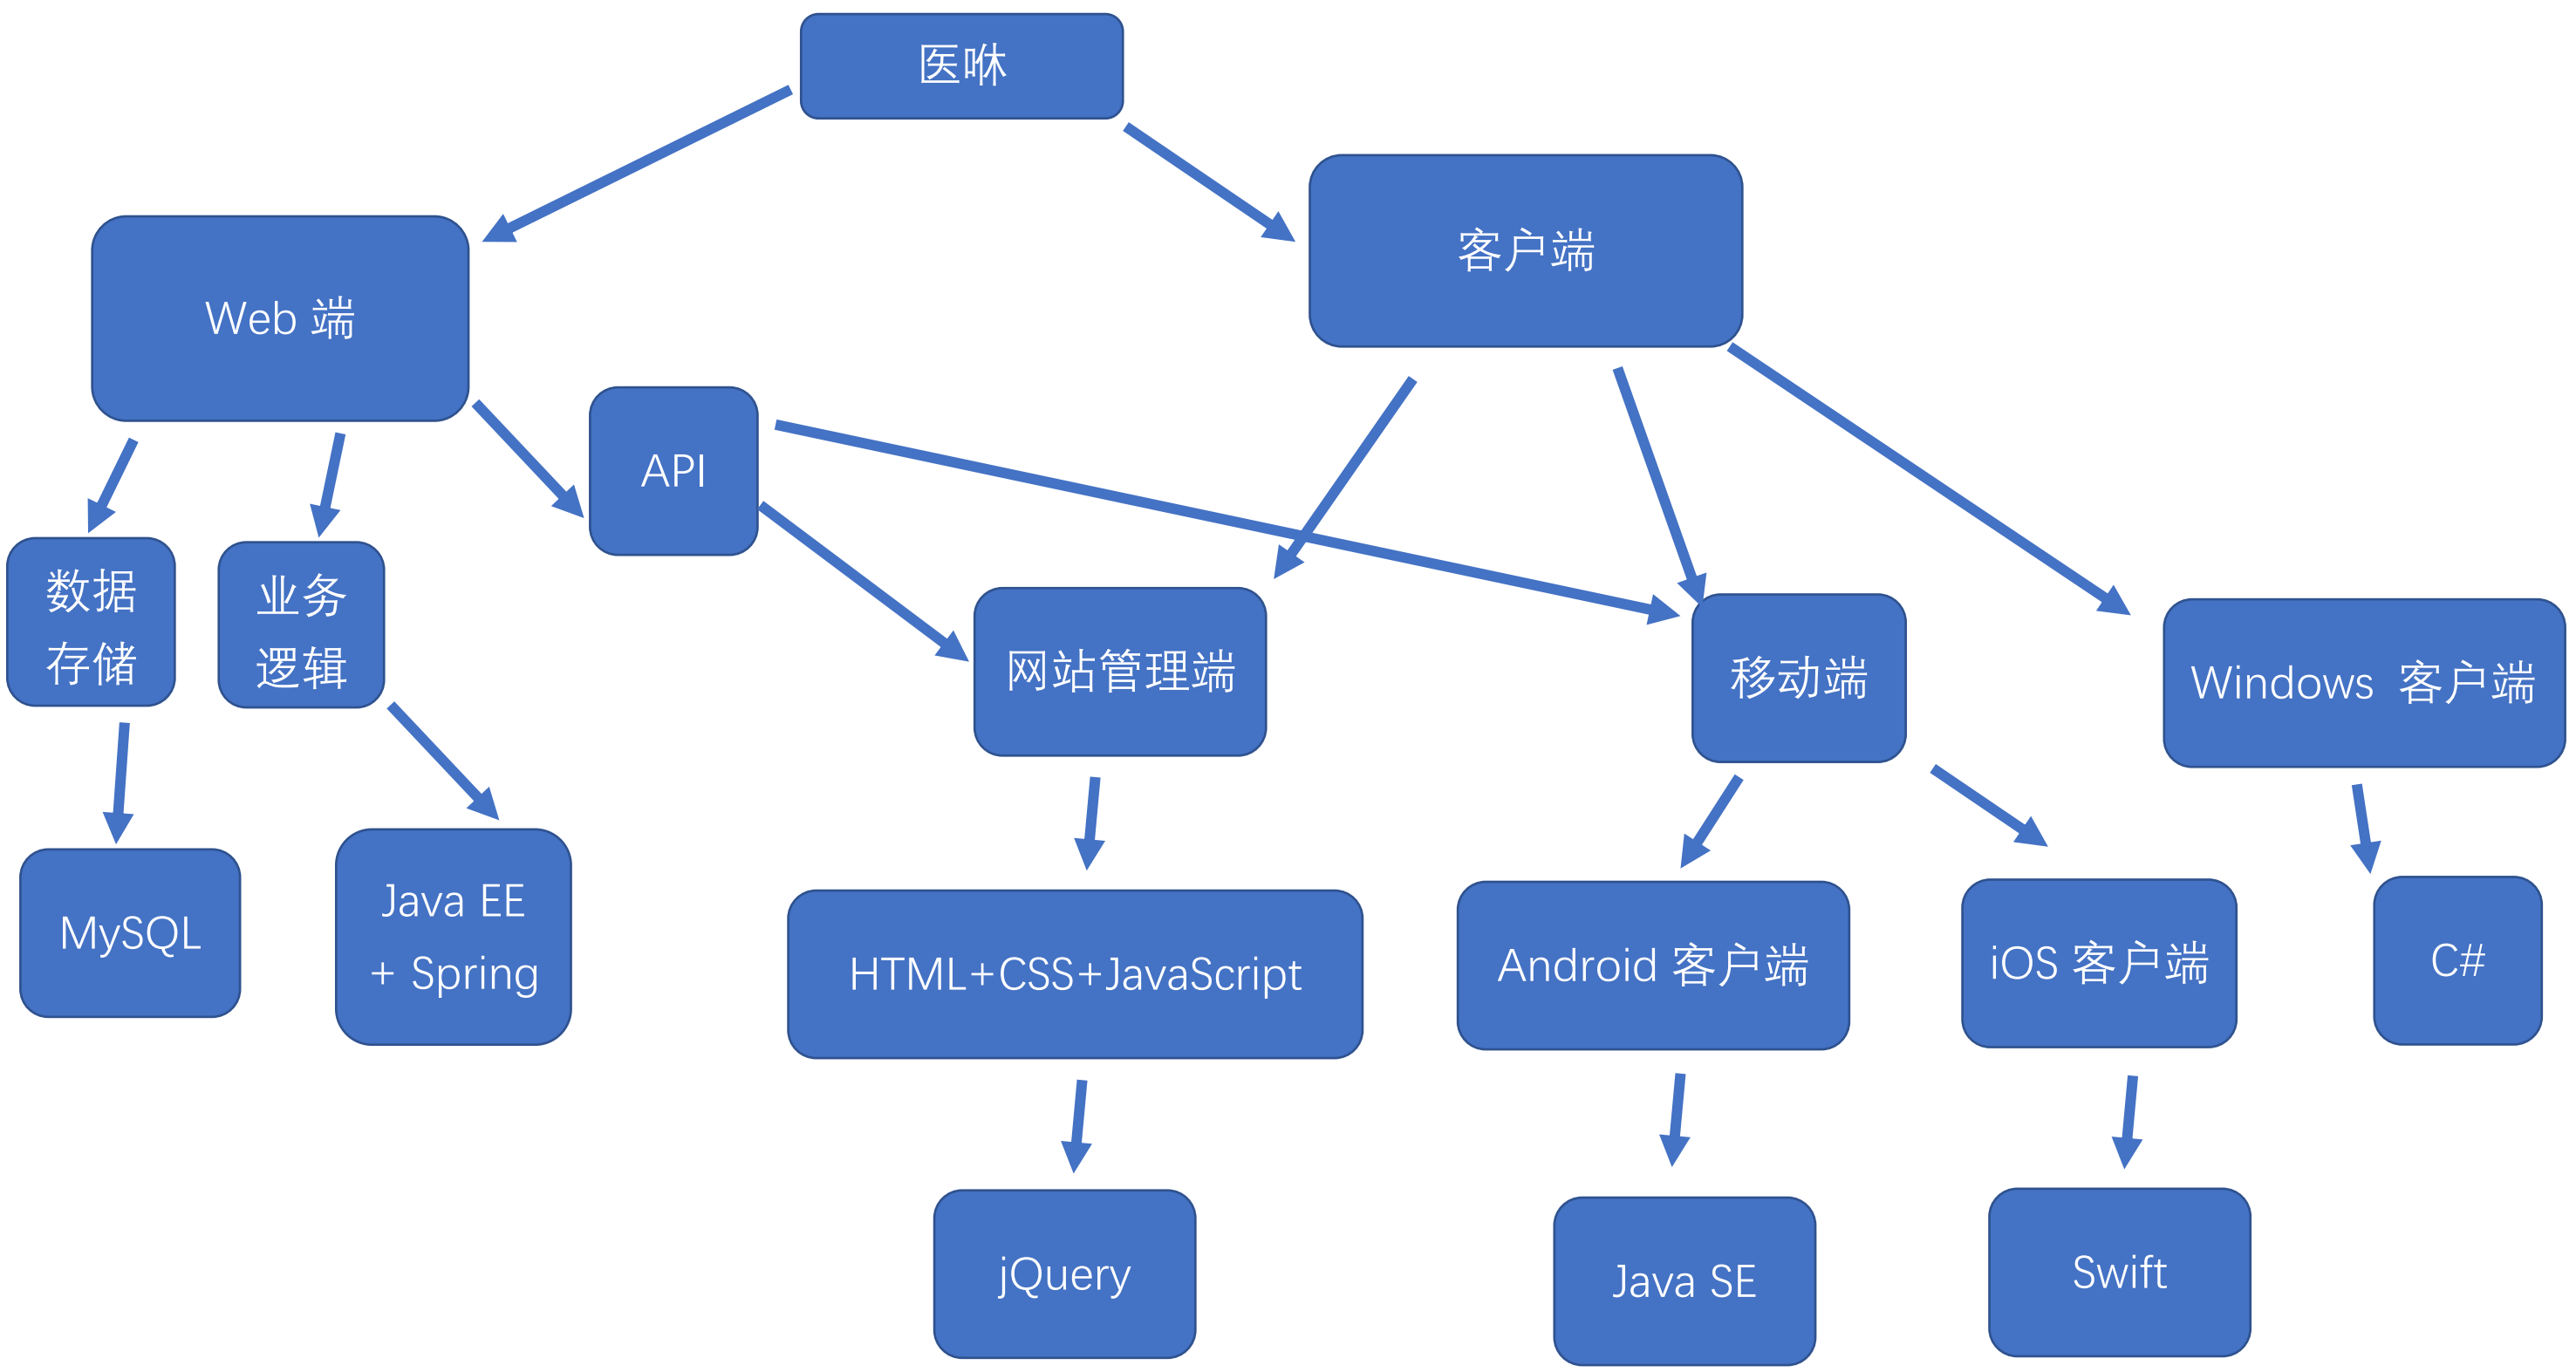 医咻
客户端
Web 端
API
数据
存储
业务
逻辑
网站管理端
移动端
Windows 客户端
MySQL
Java EE
+ Spring
HTML+CSS+JavaScript
Android 客户端
iOS 客户端
C#
jQuery
Java SE
Swift